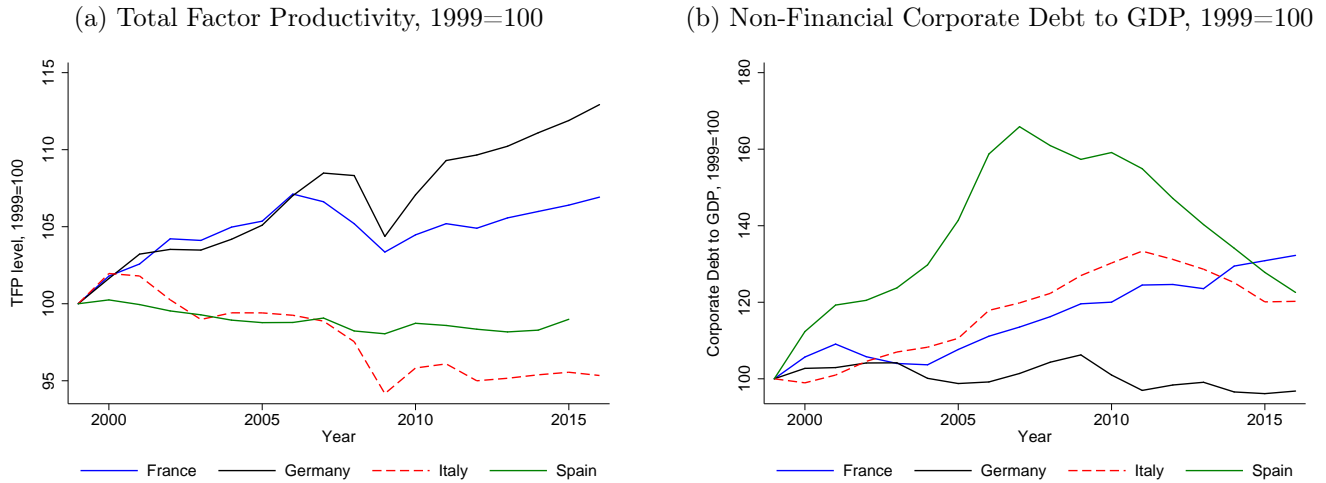 (a) Total Factor Productivity, 1999=100
TFP level, 1999=100
115
110
105
100
95
2000 2005 2010 2015
Year
France Germany Italy Spain
(b) Non-Financial Corporate Debt to GDP, 1999=100
Corporate Debt to GDP, 1999=100
180
160
140
120
100
2000 2005 2010 2015
Year
France Germany Italy Spain